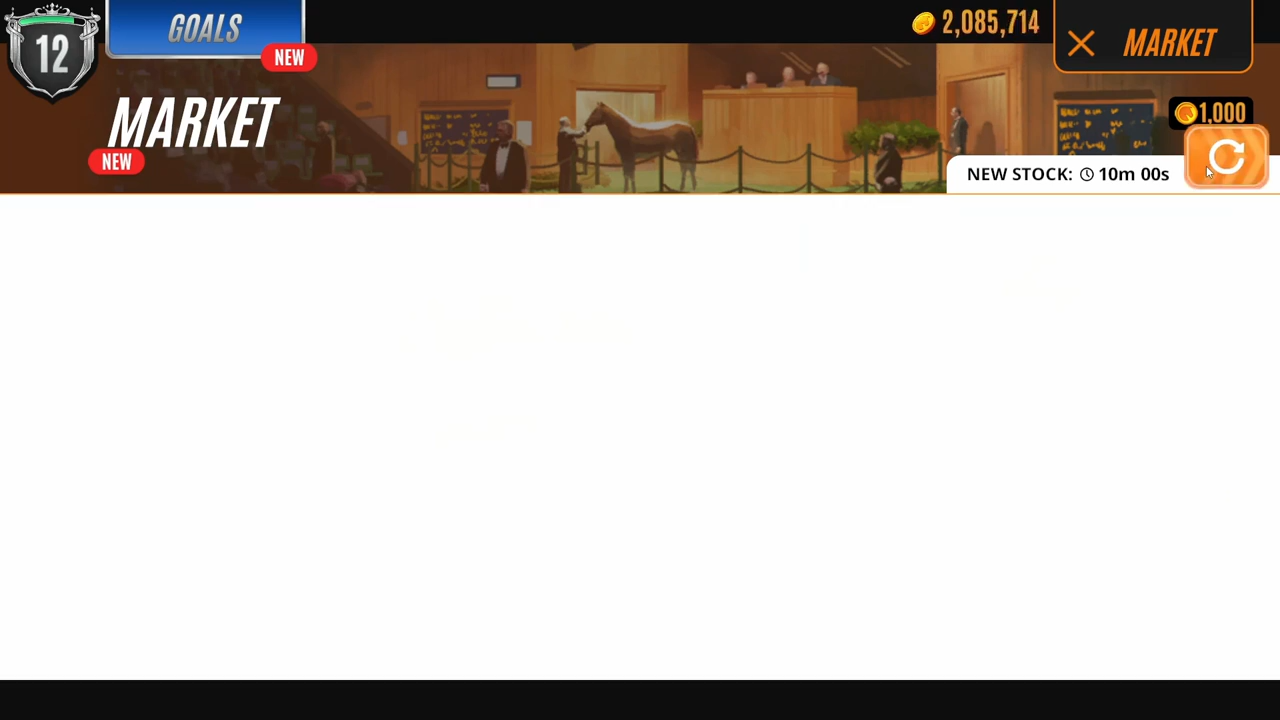 12
GOALS
NEW
2,085,714
MARKET
MARKET
NEW
1,000
NEW STOCK: 10m 00s